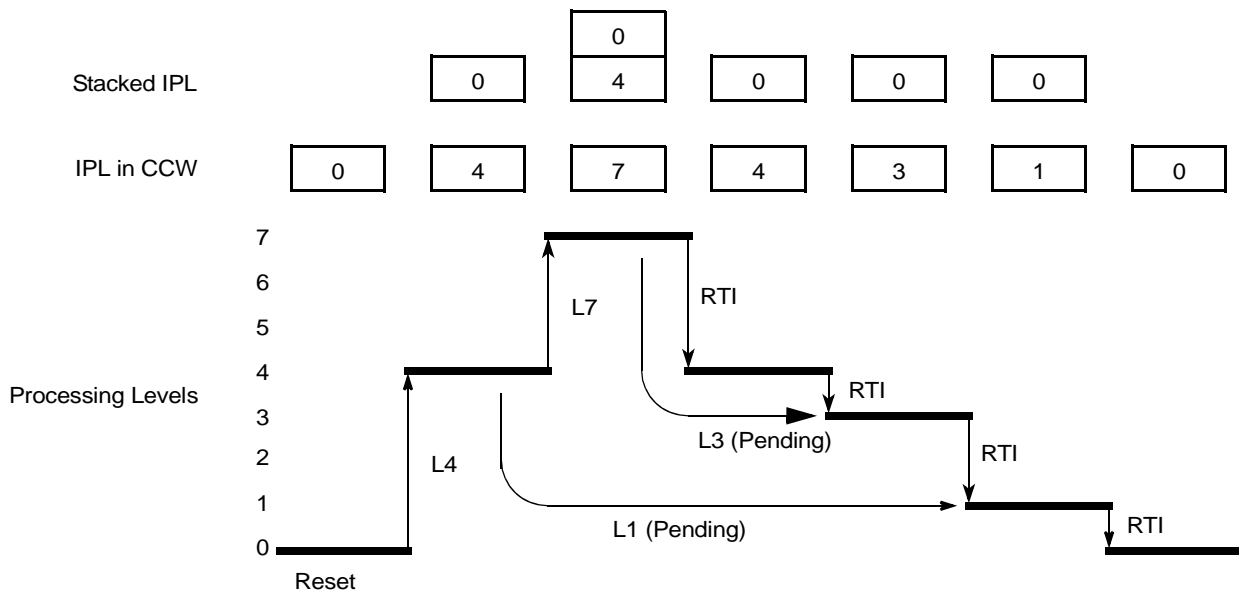 0
Stacked IPL 0 4 0 0 0
IPL in CCW 0 4 7 4 3 1 0
7
6
L7 RTI
5
4
Processing Levels RTI
3
L3 (Pending)
2 L4 RTI
1
L1 (Pending) RTI
0
Reset